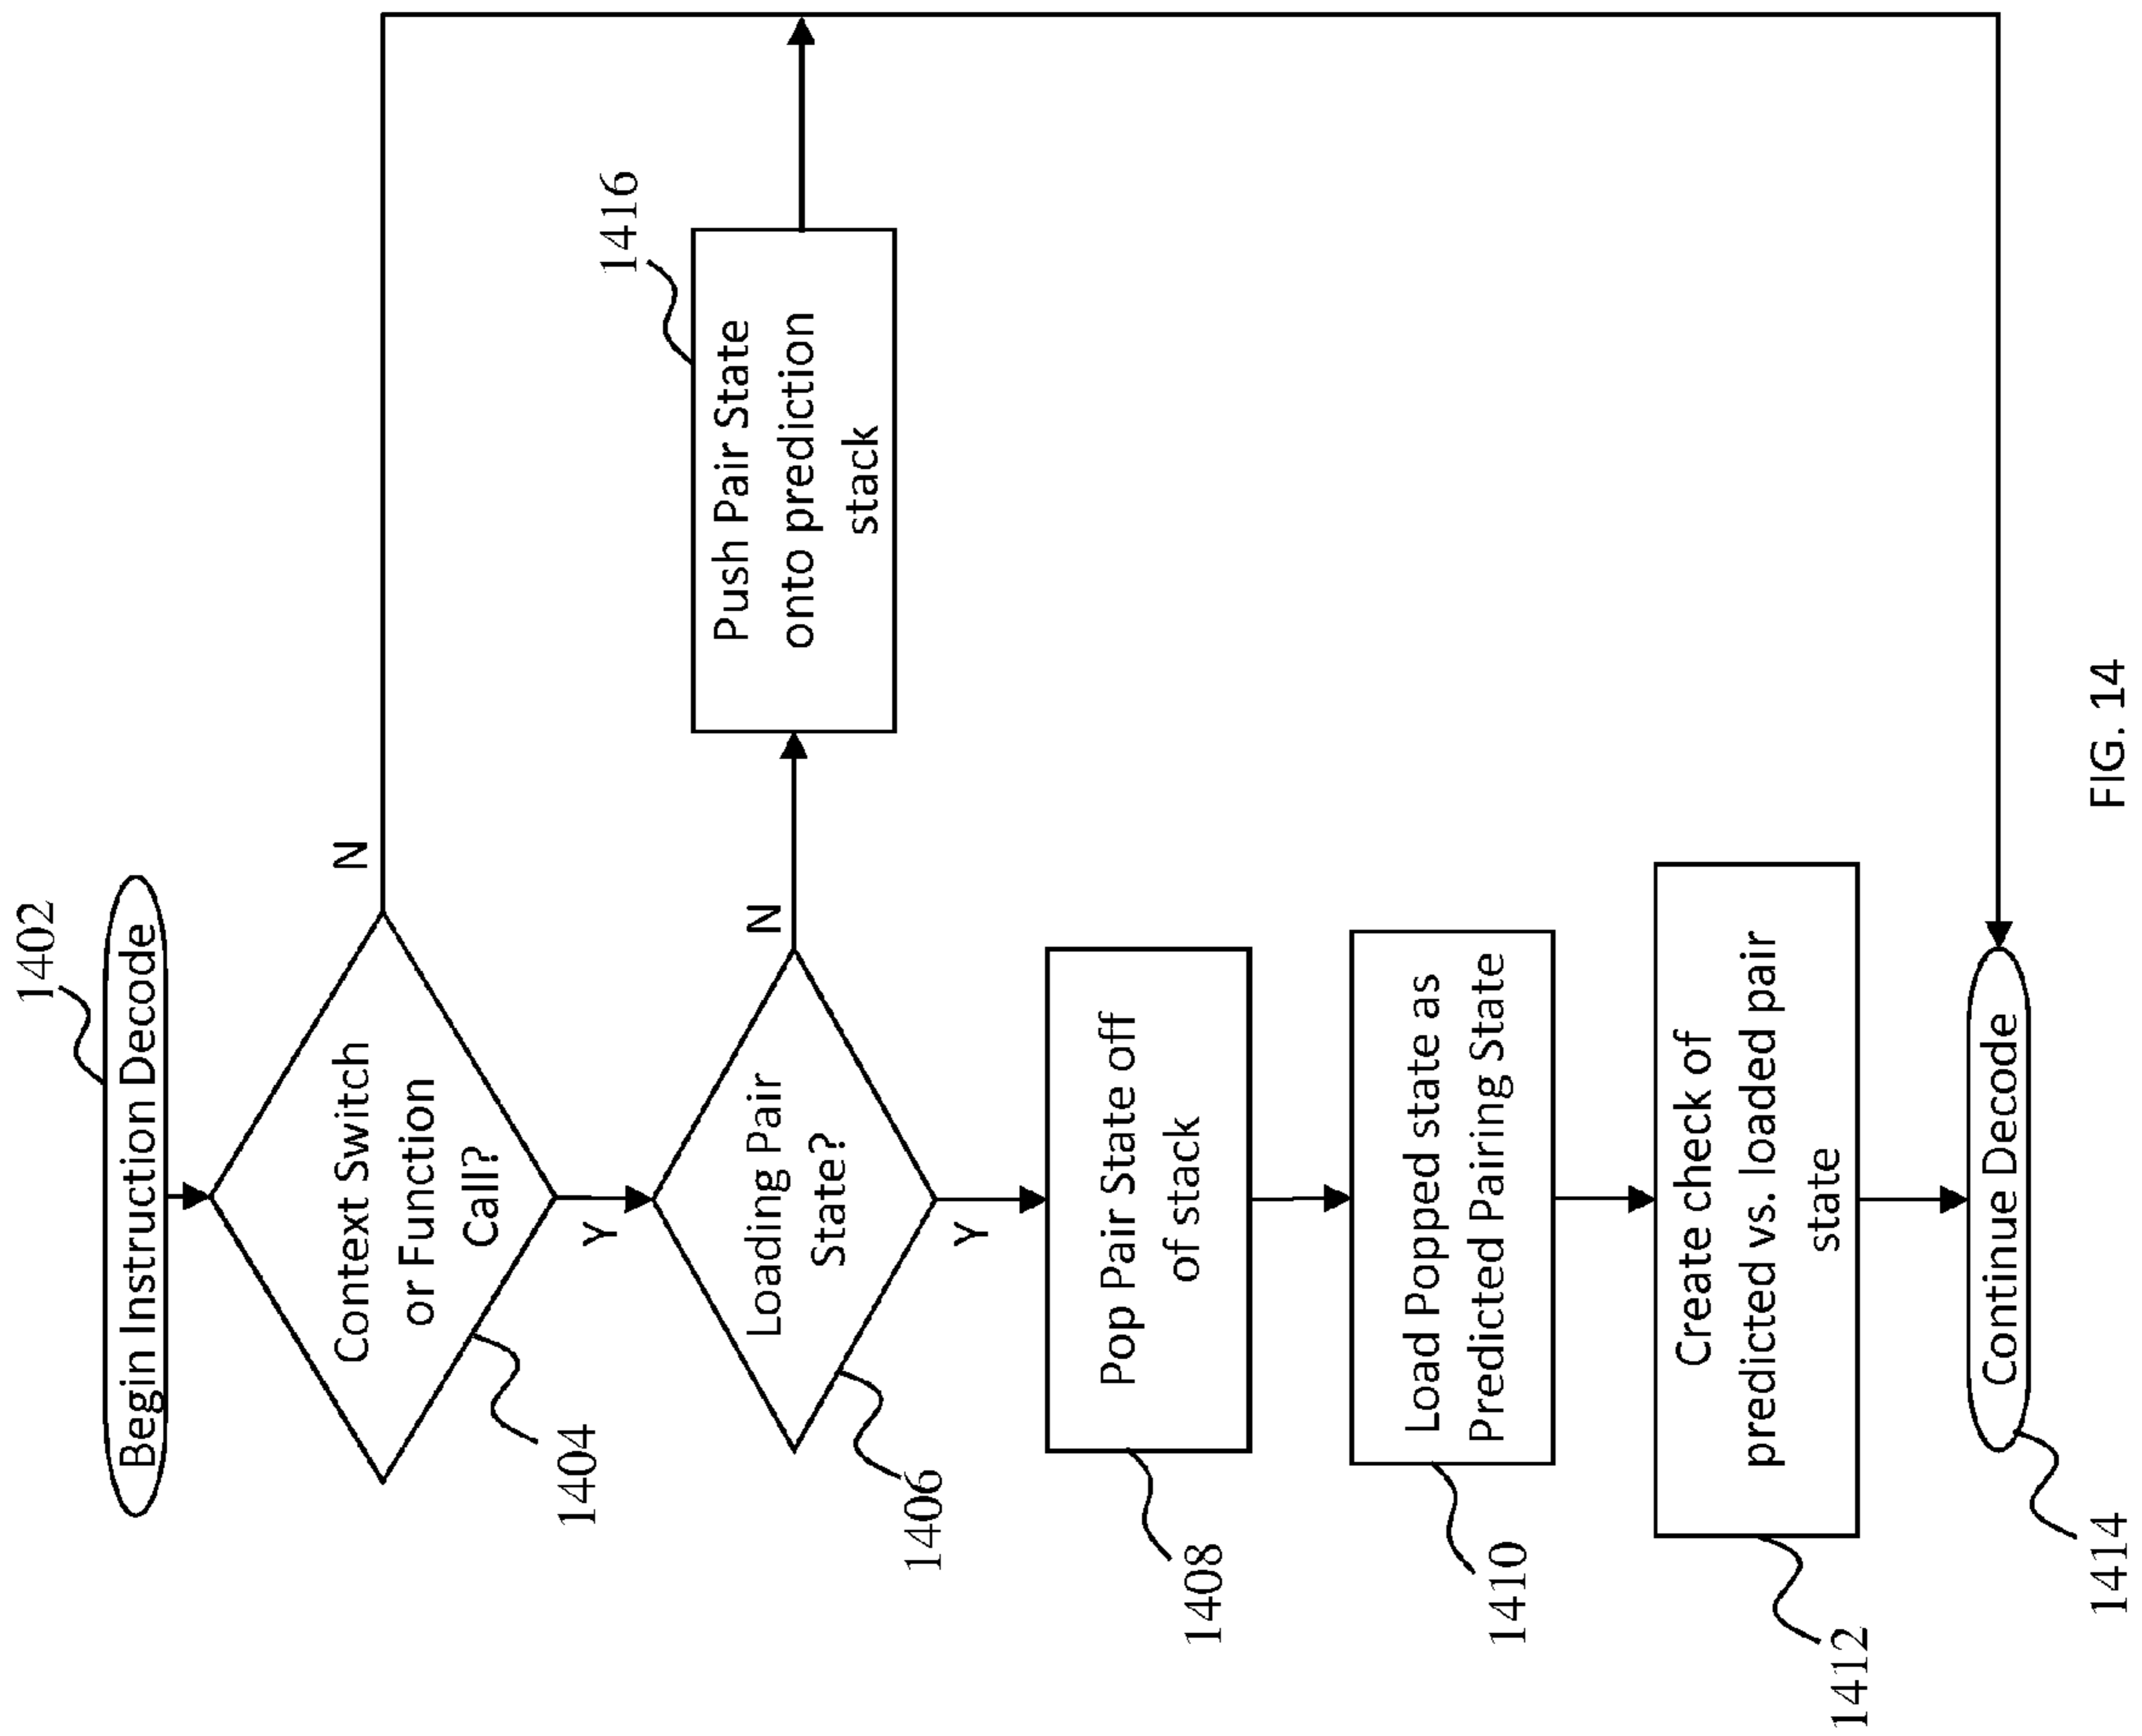 1402
Begin Instruction Decode
Context Switch
or Function
Call?
N
1404
Y
Loading Pair
State?
N
1406
Y
1416
Push Pair State
onto prediction
stack
Pop Pair State off
of stack
1408
Load Popped state as
Predicted Pairing State
1410
Create check of
predicted vs. loaded pair
state
1412
Continue Decode
1414
FIG. 14